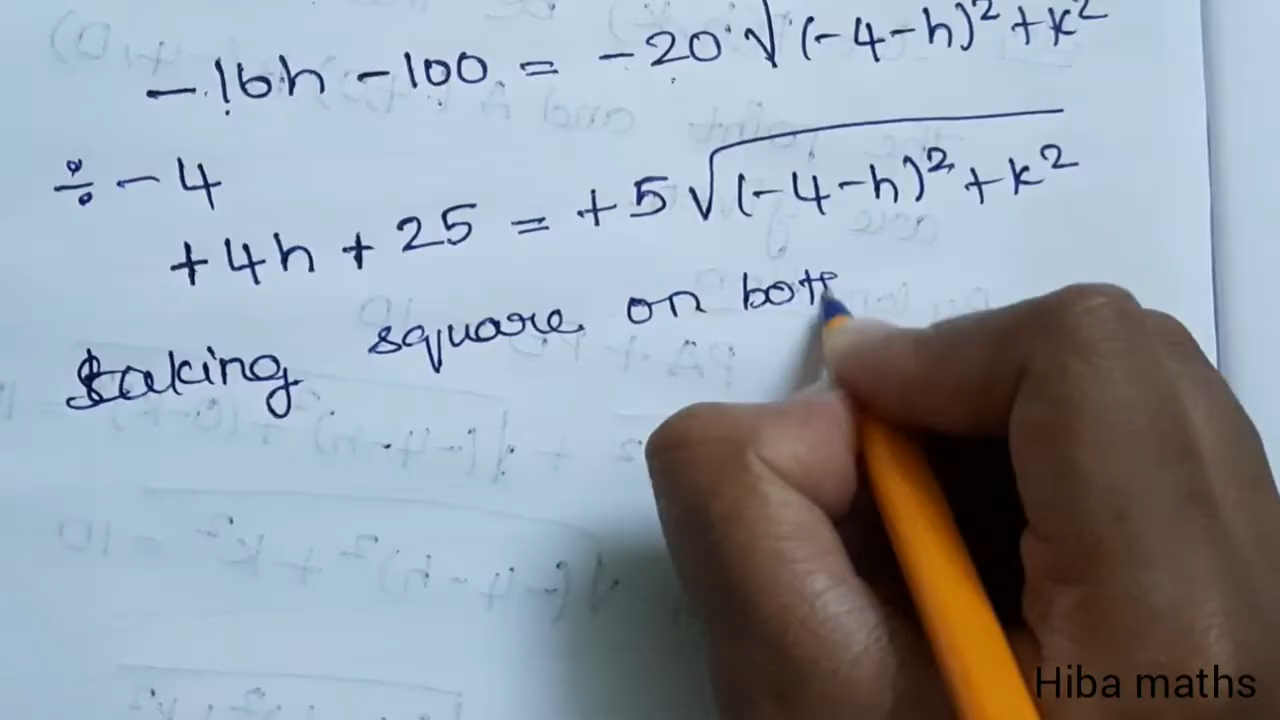 -16h - 100 = -20√(-4-h)² + k²
÷ -4
+4h + 25 = +5√(-4-h)² + k²
taking square on both
Hiba maths